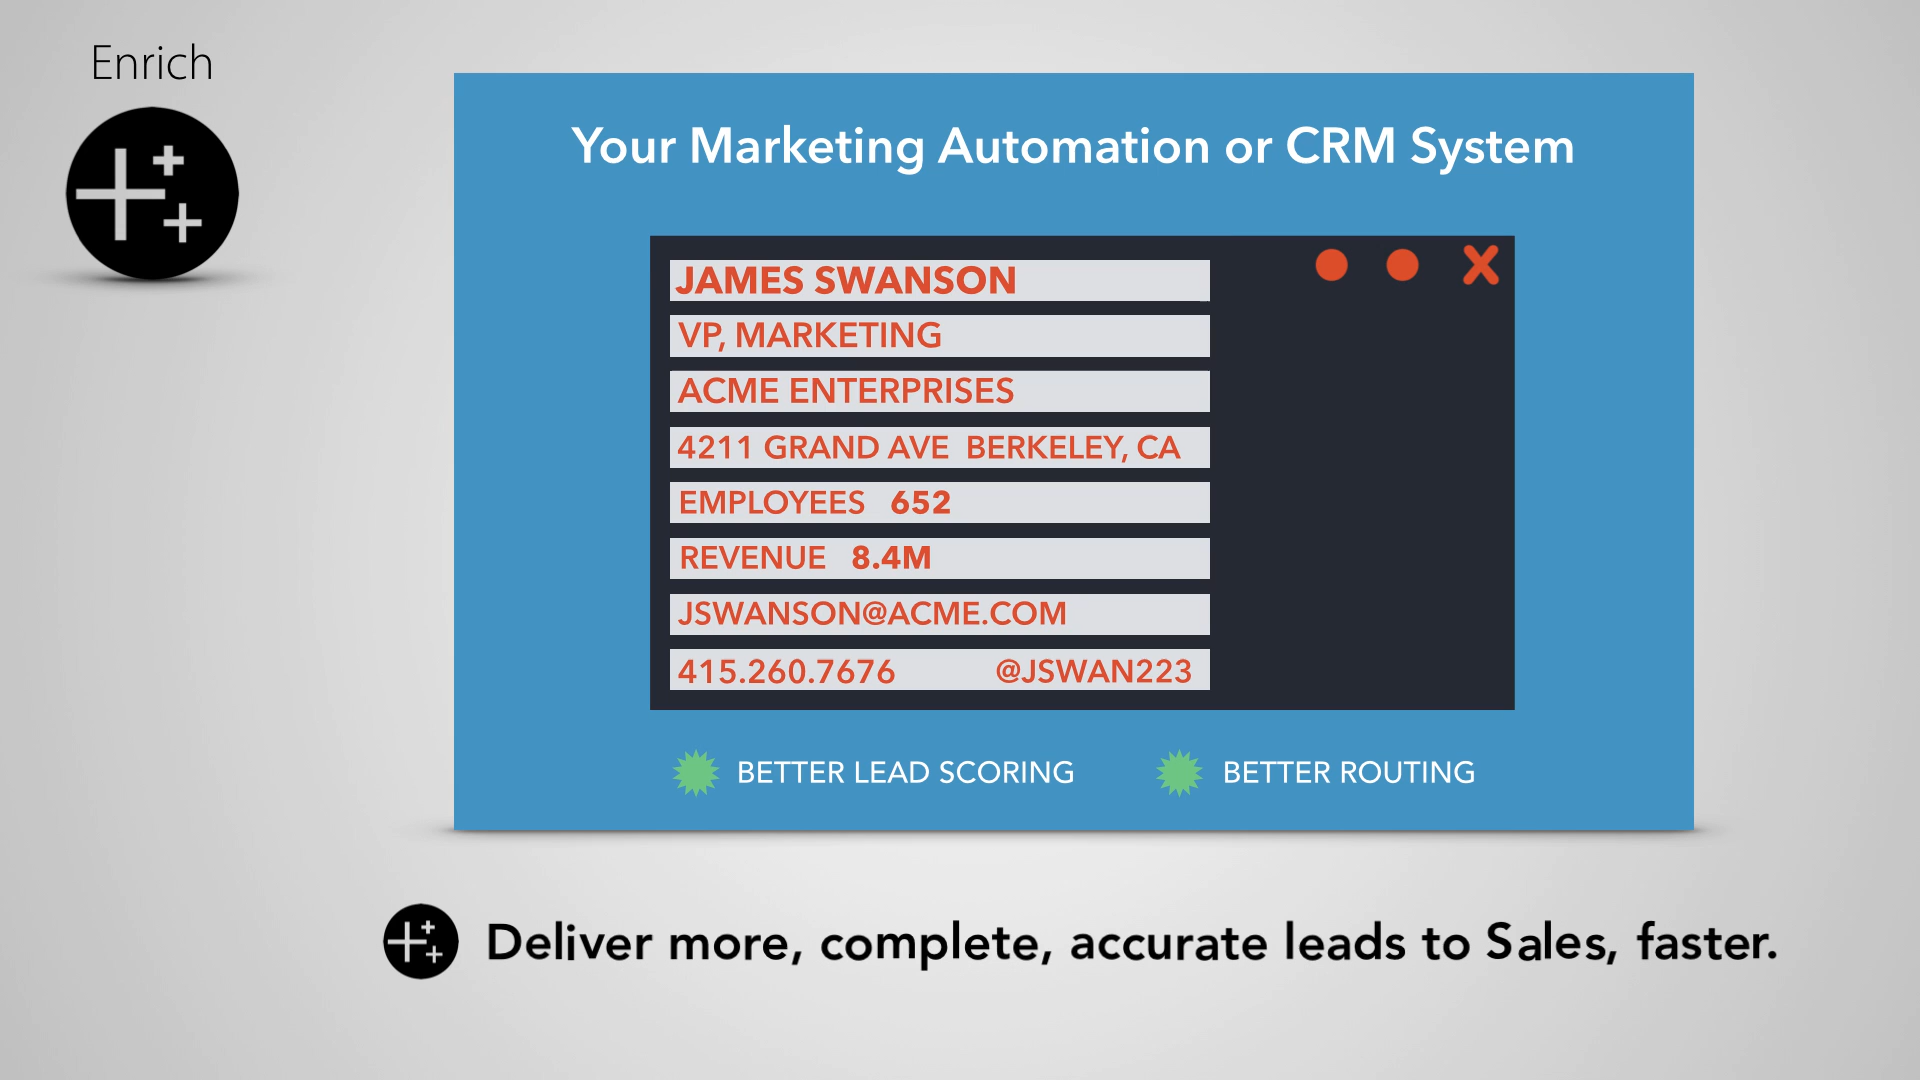 Enrich
Your Marketing Automation or CRM System
JAMES SWANSON
VP, MARKETING
ACME ENTERPRISES
4211 GRAND AVE BERKELEY, CA
EMPLOYEES 652
REVENUE 8.4M
JSWANSON@ACME.COM
415.260.7676 @JSWAN223
BETTER LEAD SCORING BETTER ROUTING
Deliver more, complete, accurate leads to Sales, faster.